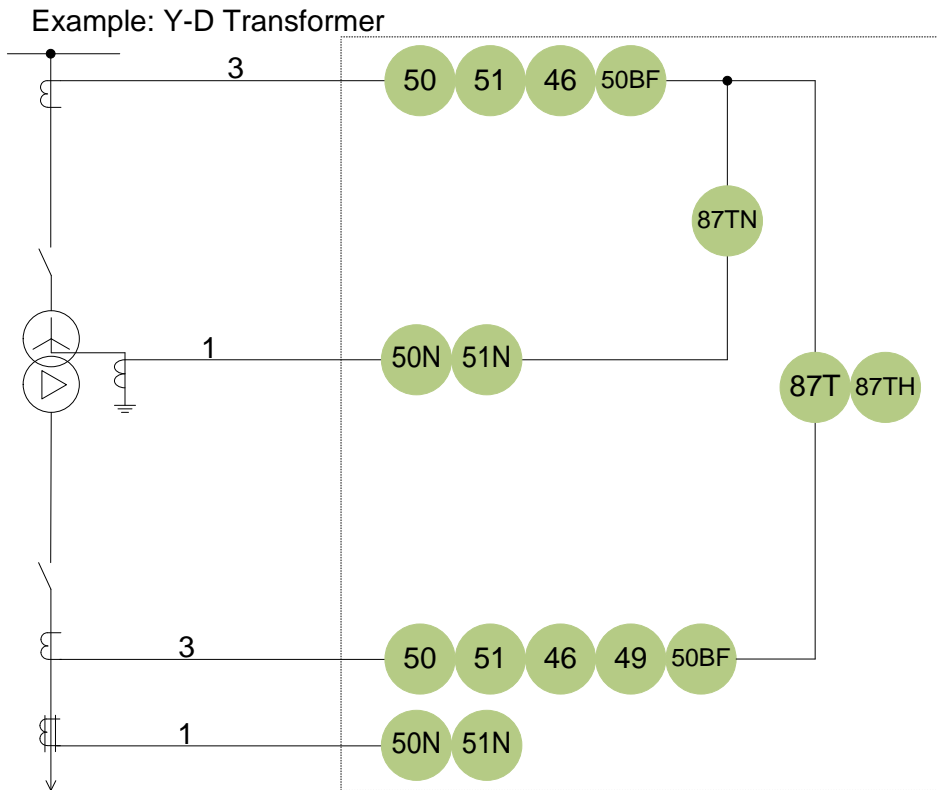 Example: Y-D Transformer
3
50 51 46 50BF
87TN
1
50N 51N
87T 87TH
3
50 51 46 49 50BF
1
50N 51N